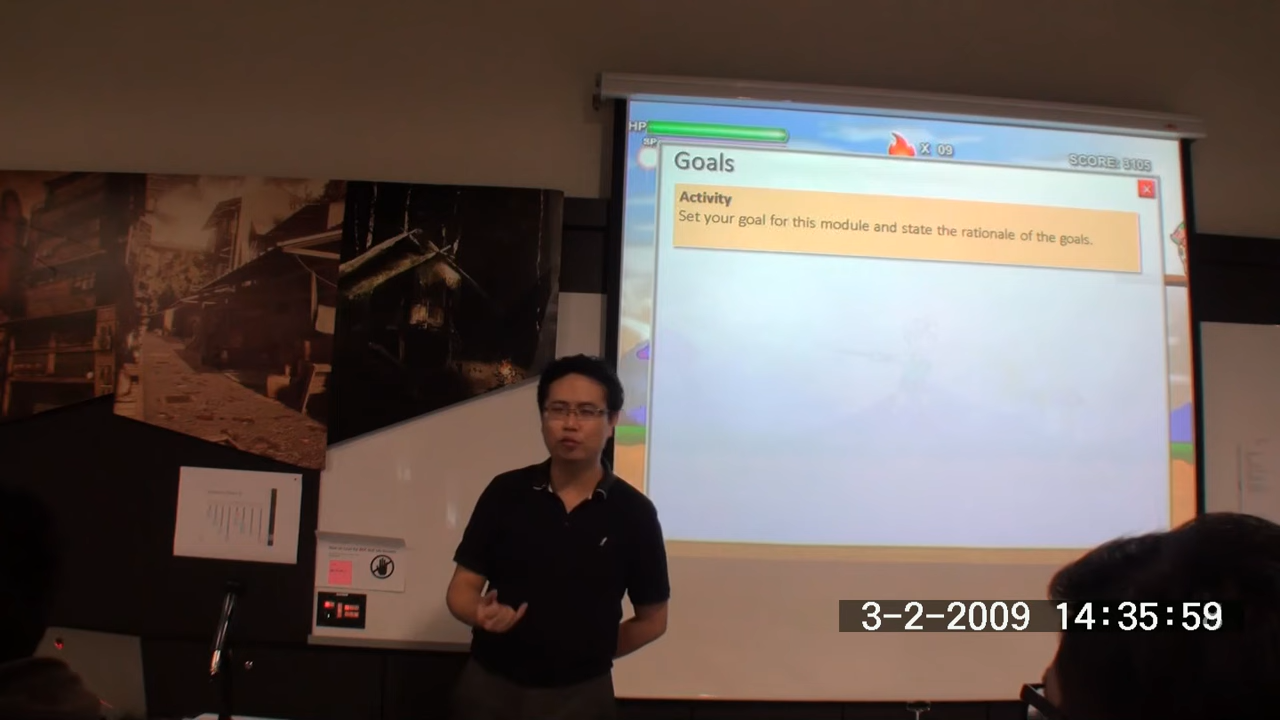 HP
SP
X 09
SCORE: 3105
Goals
Activity
Set your goal for this module and state the rationale of the goals.
3-2-2009 14:35:59